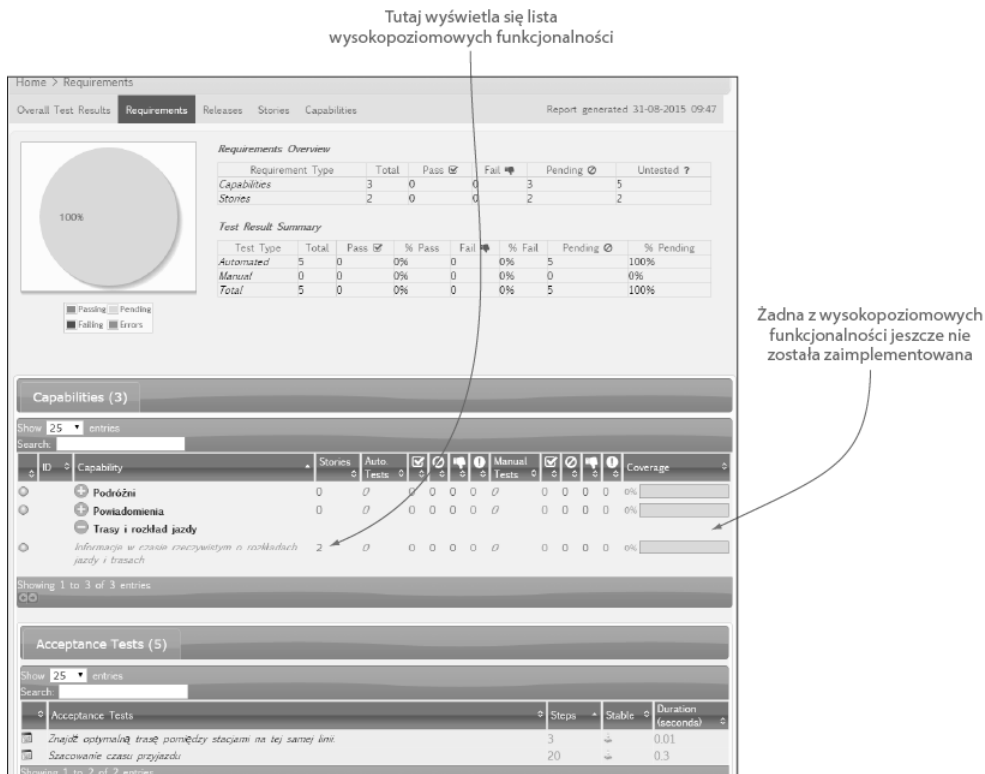 Tutaj wyświetla się lista
wysokopoziomowych funkcjonalności
Home > Requirements
Overall Test Results Requirements Releases Stories Capabilities Report generated 31-08-2015 09:47
Requirements Overview
Requirement Type Total Pass Fail Pending Untested ?
Capabilities 3 0 0 3 5
Stories 2 0 0 2 2
100%
Test Result Summary
Test Type Total Pass % Pass Fail % Fail Pending % Pending
Automated 5 0 0% 0 0% 5 100%
Manual 0 0 0% 0 0% 0 0%
Total 5 0 0% 0 0% 5 100%
Passing Pending
Failing Errors
Żadna z wysokopoziomowych
funkcjonalności jeszcze nie
została zaimplementowana
Capabilities (3)
Show 25 entries
Search:
ID Capability Stories Auto. Tests Manual Tests Coverage
Podróżni 0 0 0 0 0 0 0 0 0 0 0 0%
Powiadomienia 0 0 0 0 0 0 0 0 0 0 0 0%
Trasy i rozkład jazdy
Informacje w czasie rzeczywistym o rozkładach 2 0 0 0 0 0 0 0 0 0 0 0%
jazdy i trasach
Showing 1 to 3 of 3 entries
Acceptance Tests (5)
Show 25 entries
Search:
Acceptance Tests Steps Stable Duration (seconds)
Znajdź optymalną trasę pomiędzy stacjami na tej samej linii. 3 0.01
Szacowanie czasu przyjazdu 20 0.3
Showing 1 to 2 of 2 entries